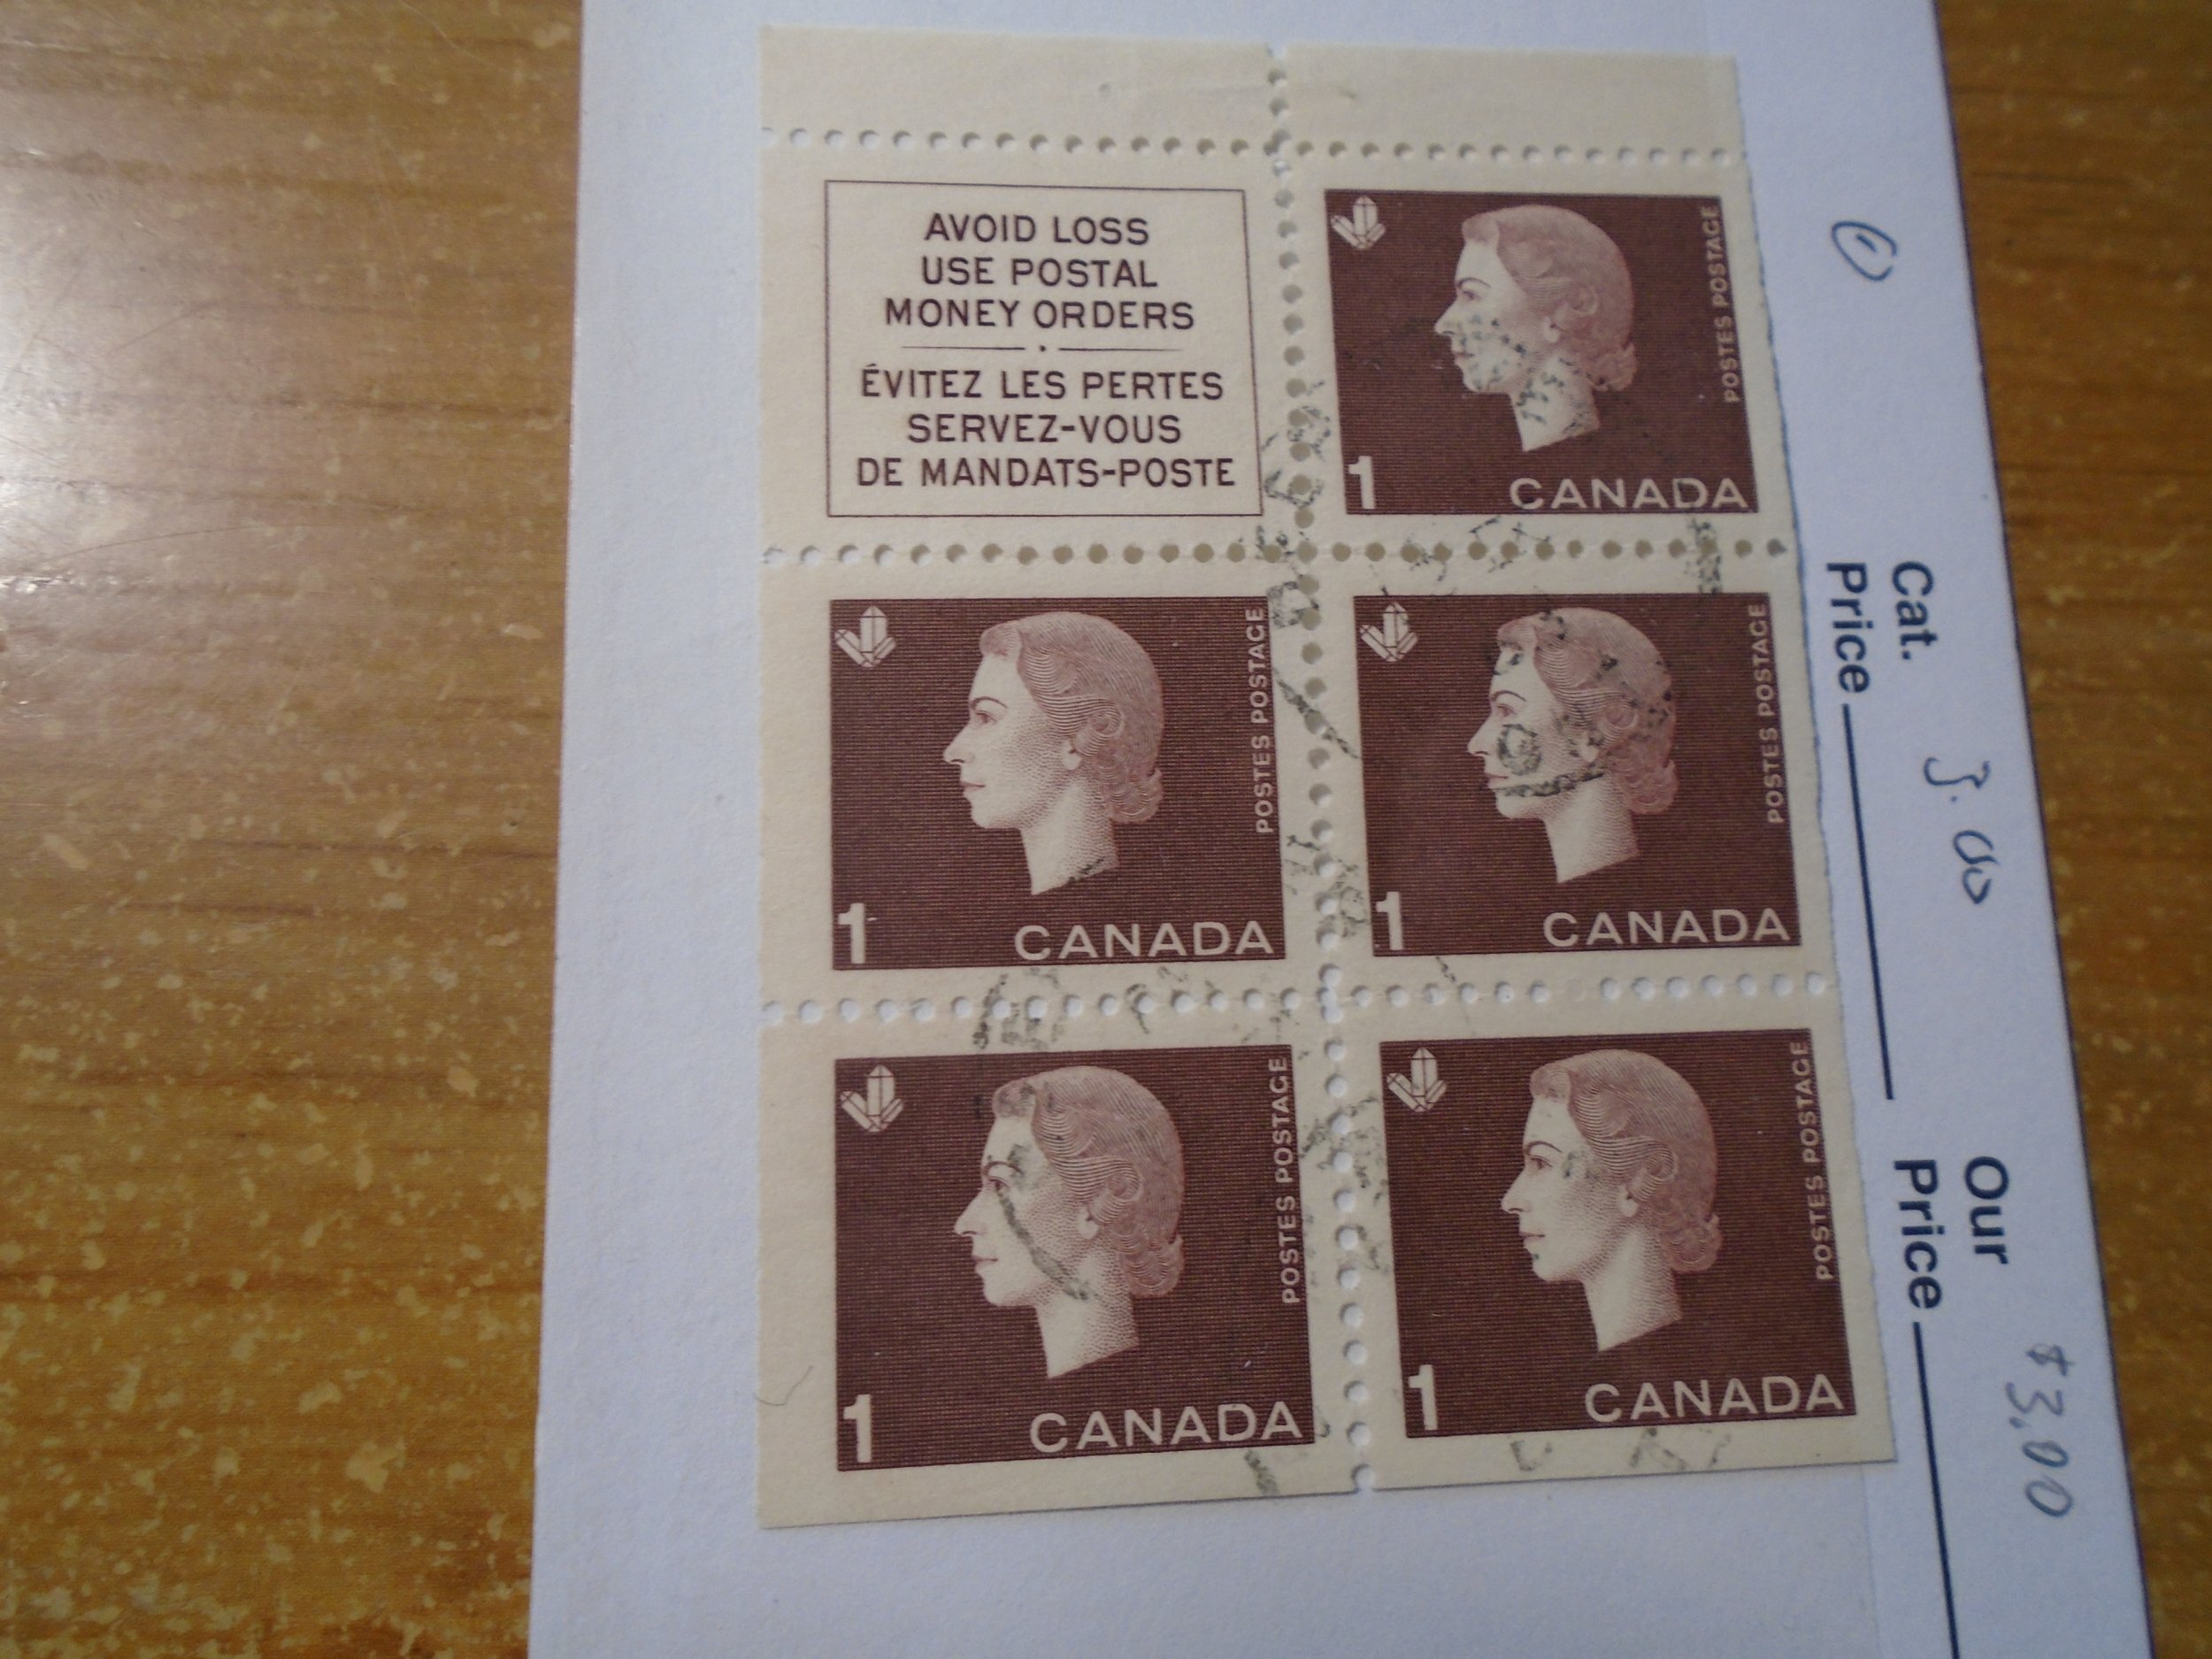 AVOID LOSS
USE POSTAL
MONEY ORDERS
ÉVITEZ LES PERTES
SERVEZ-VOUS
DE MANDATS-POSTE
POSTES POSTAGE
1 CANADA
POSTES POSTAGE
1 CANADA
POSTES POSTAGE
1 CANADA
POSTES POSTAGE
1 CANADA
POSTES POSTAGE
1 CANADA
Cat. 3.00
Price
Our $3.00
Price